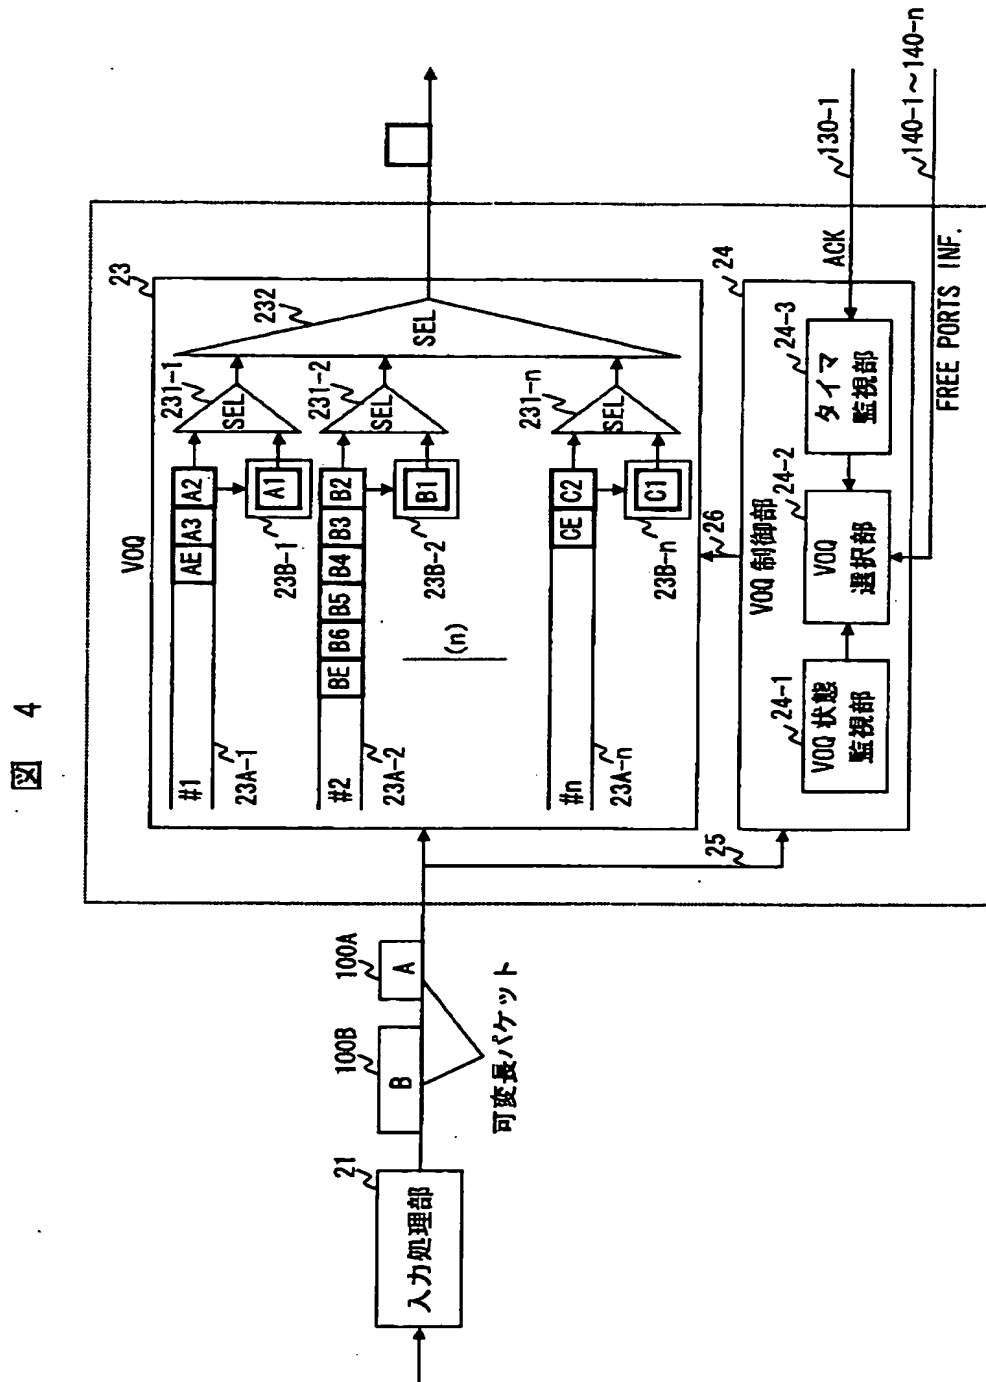 図 4
入力処理部
21
B
100B
A
100A
可変長パケット
VOQ
23
#1
AE
A3
A2
23A-1
A1
23B-1
SEL
231-1
#2
BE
B6
B5
B4
B3
B2
23A-2
B1
23B-2
SEL
231-2
(n)
#n
CE
C2
23A-n
C1
23B-n
SEL
231-n
SEL
232
25
26
VOQ 制御部
24
VOQ 状態
監視部
24-1
VOQ
選択部
24-2
タイマ
監視部
24-3
ACK
130-1
FREE PORTS INF.
140-1～140-n